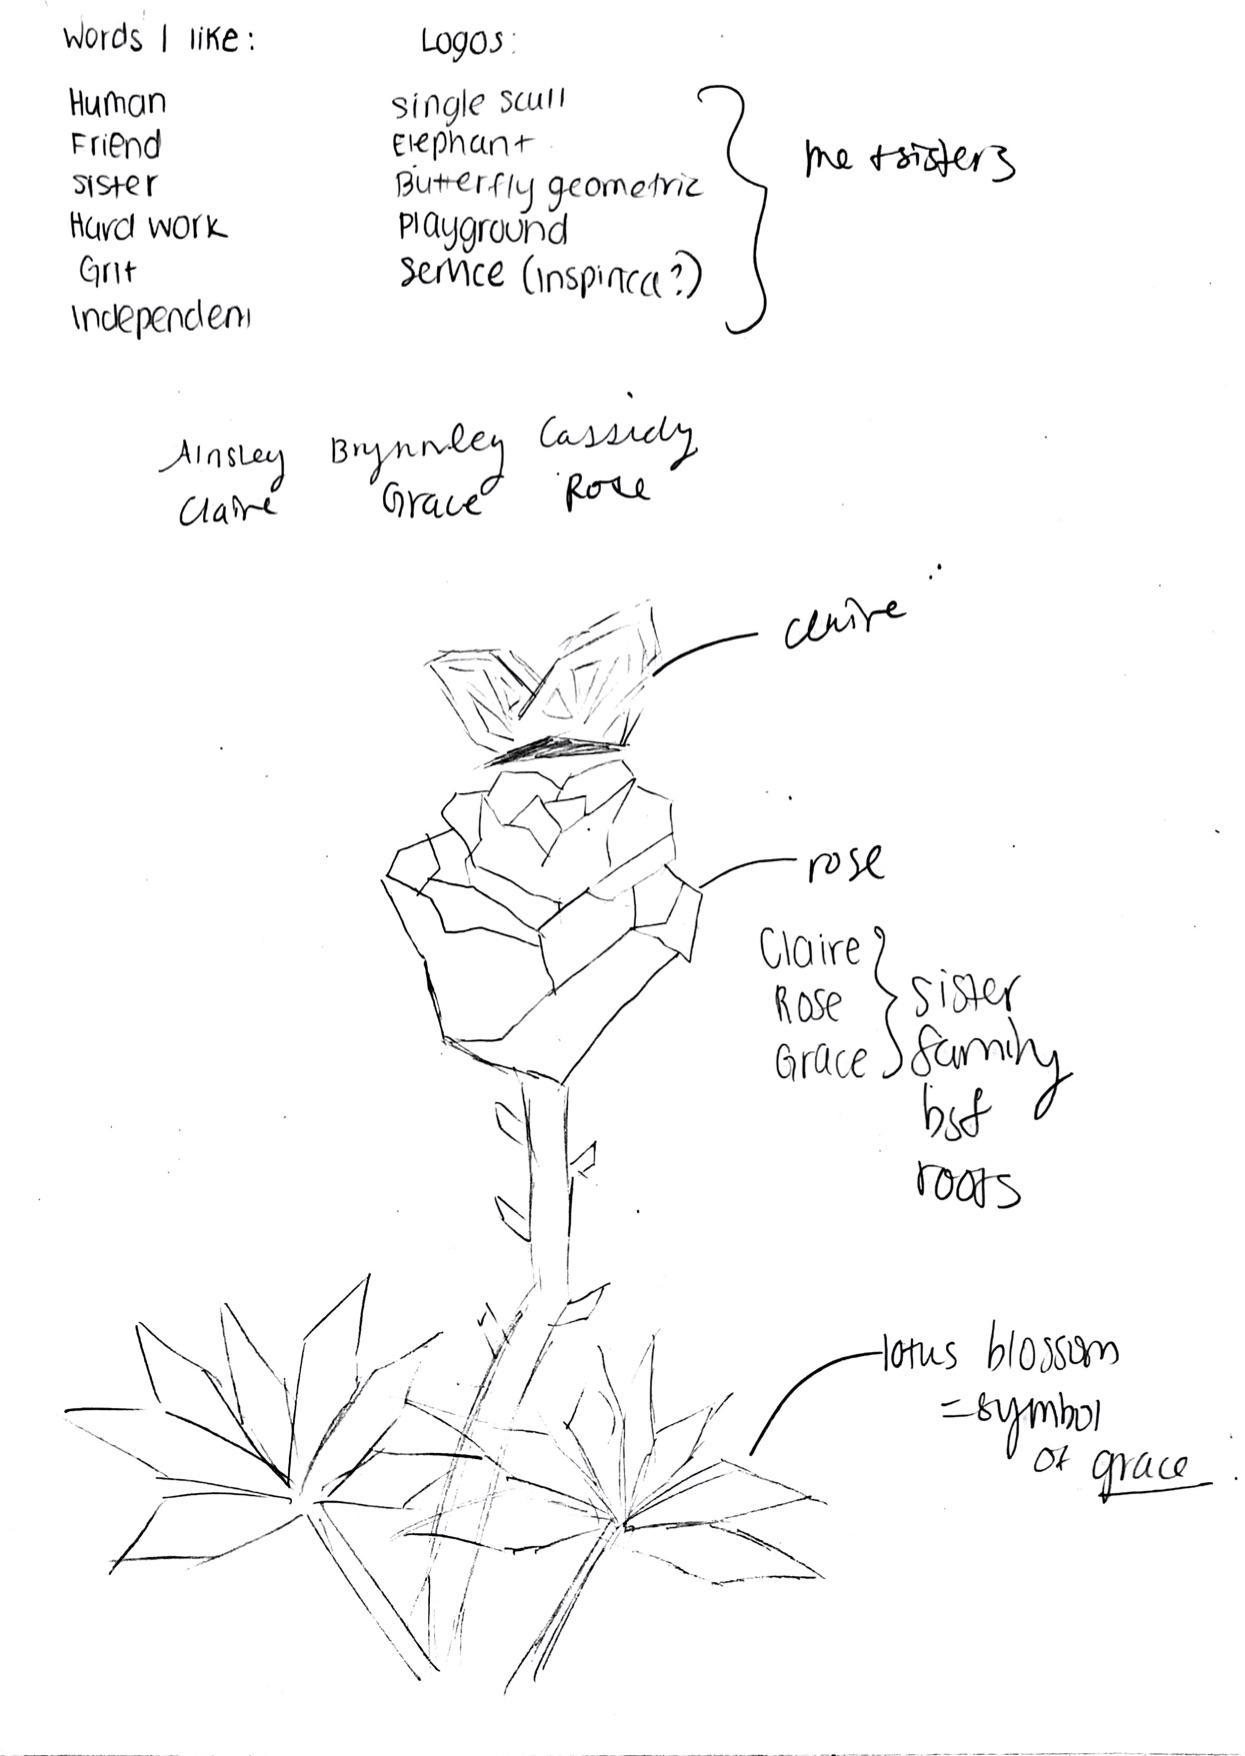 Words I like:
Human
Friend
sister
Hard work
Grit
Independent
Logos:
single scull
Elephant
Butterfly geometric
Playground
service (inspirica?)
me + sisters
Ainsley Brynnley Cassidy
Claire Grace Rose
claire
rose
Claire
Rose
Grace
sister
family
bsf
roots
lotus blossom
=symbol
of grace